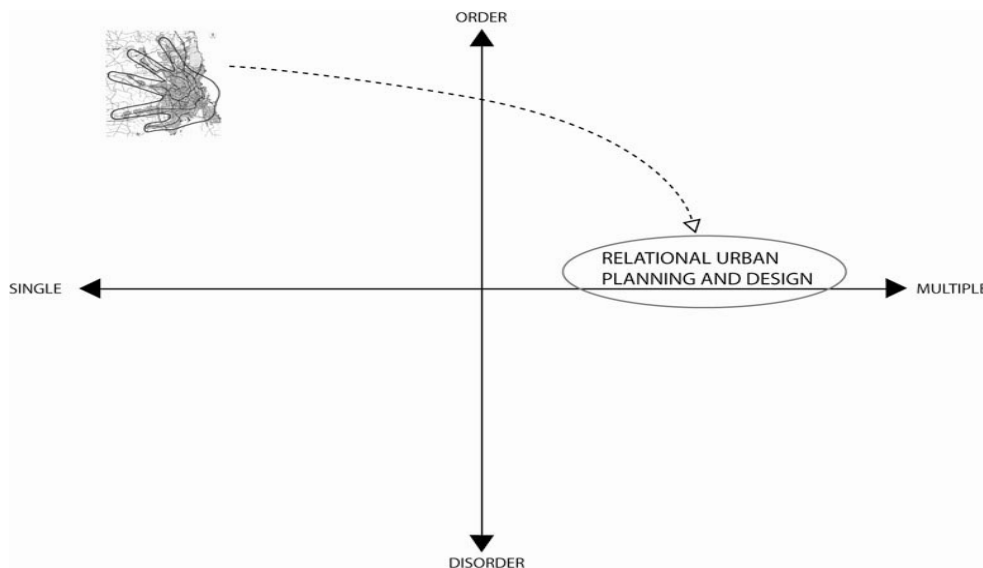 ORDER
RELATIONAL URBAN
PLANNING AND DESIGN
SINGLE
MULTIPLE
DISORDER